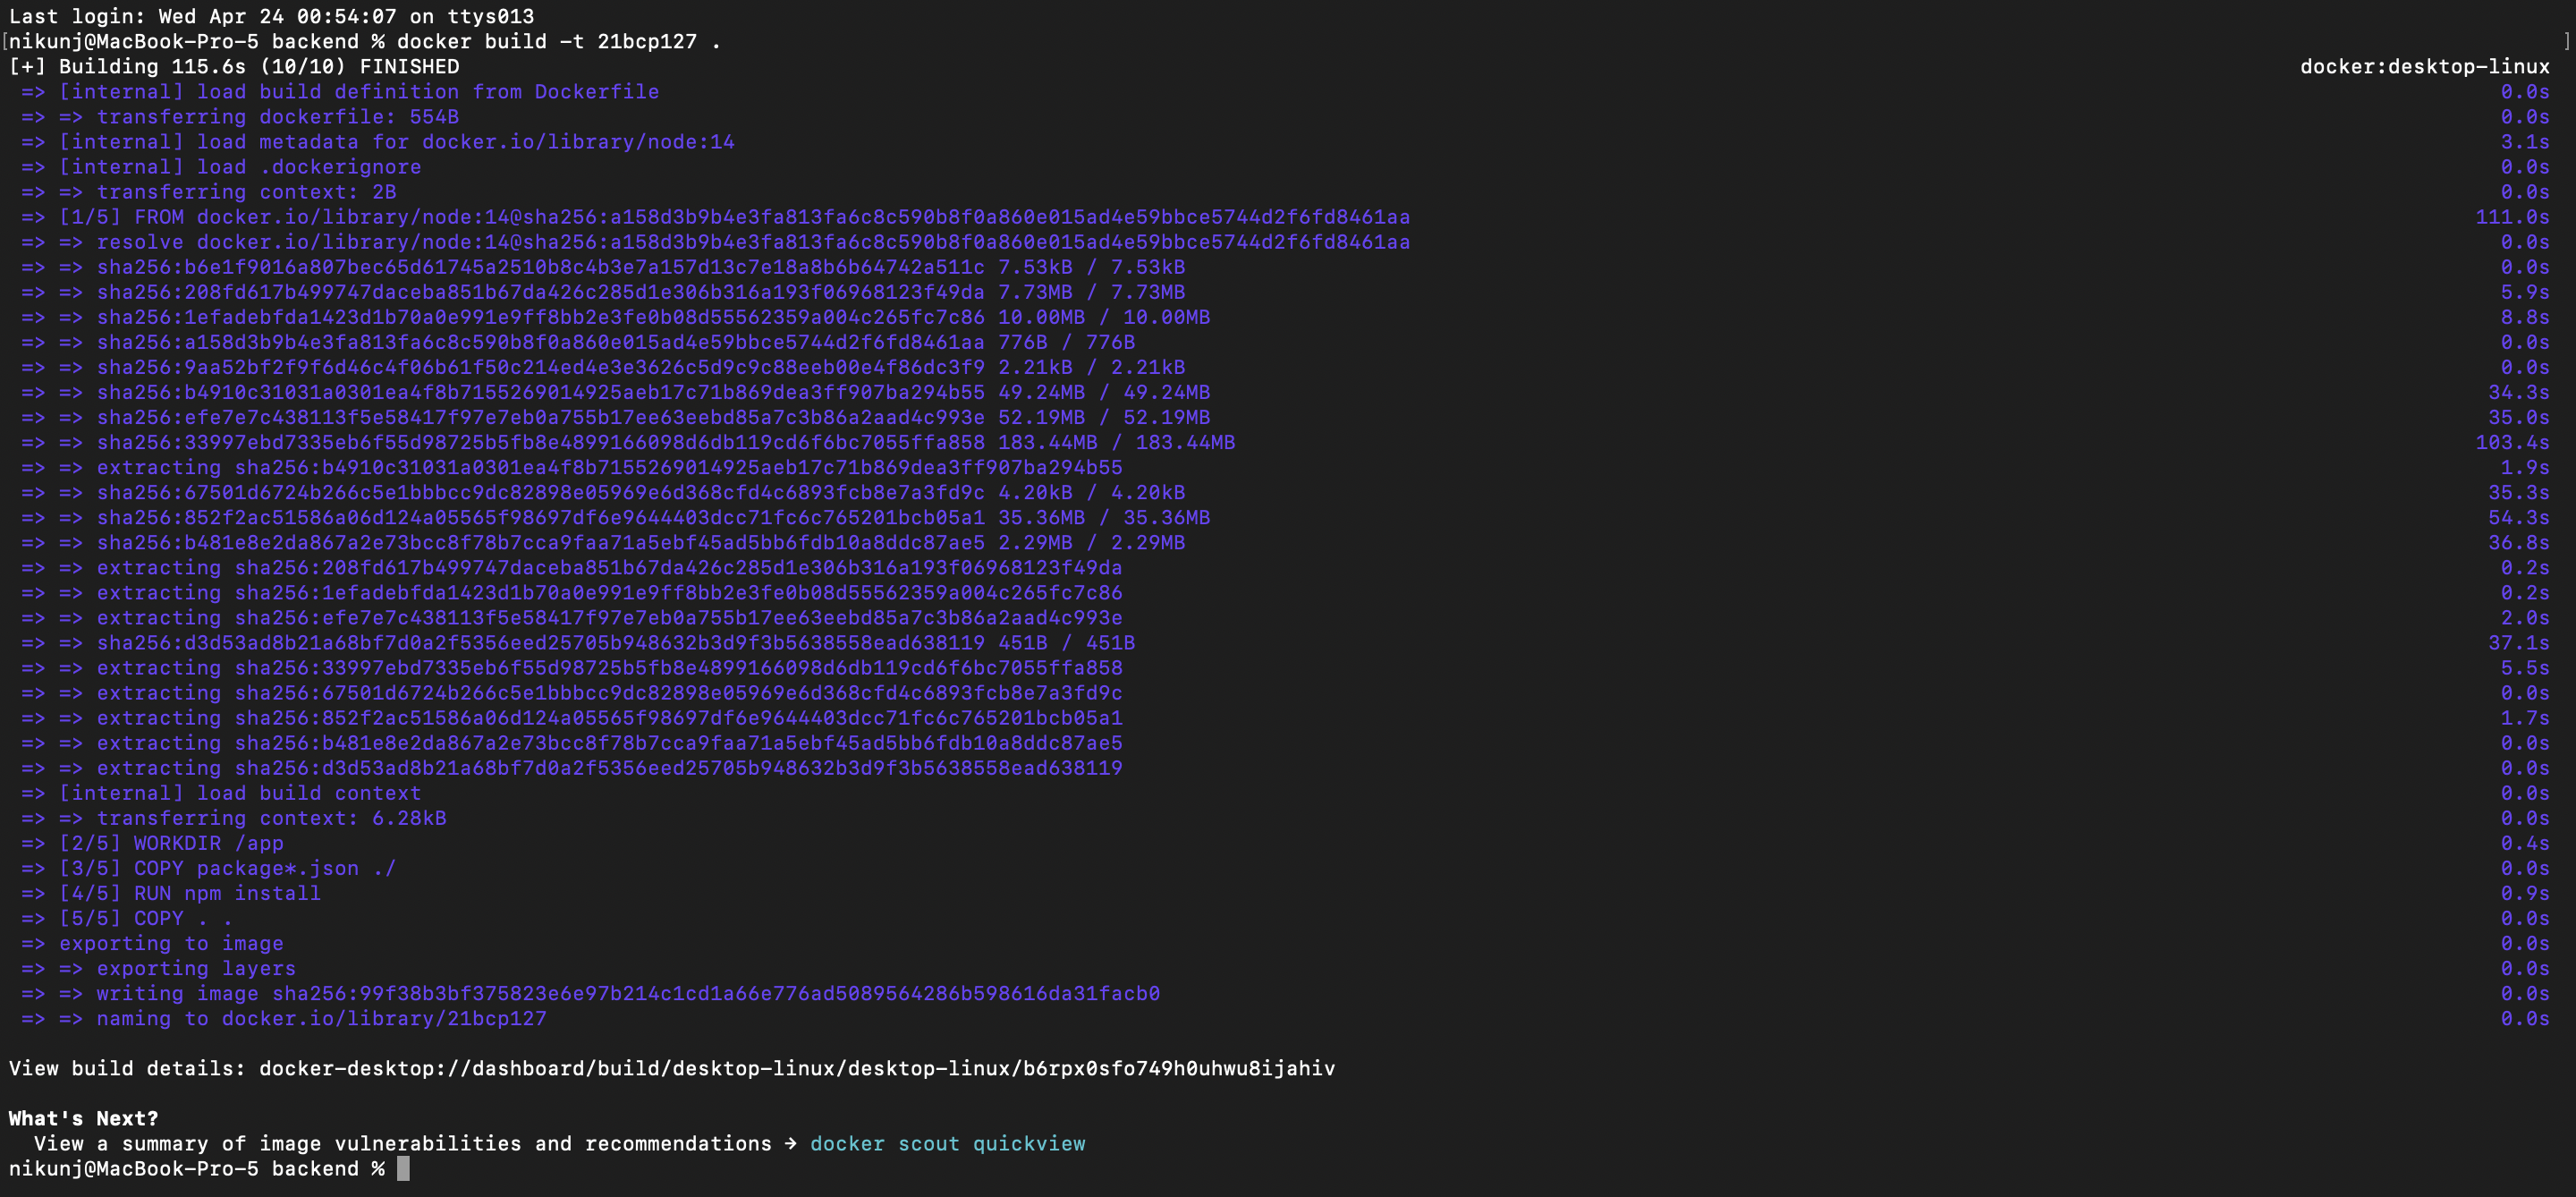 Last login: Wed Apr 24 00:54:07 on ttys013
[nikunj@MacBook-Pro-5 backend % docker build -t 21bcp127 . ]
[+] Building 115.6s (10/10) FINISHED docker:desktop-linux
=> [internal] load build definition from Dockerfile 0.0s
=> => transferring dockerfile: 554B 0.0s
=> [internal] load metadata for docker.io/library/node:14 3.1s
=> [internal] load .dockerignore 0.0s
=> => transferring context: 2B 0.0s
=> [1/5] FROM docker.io/library/node:14@sha256:a158d3b9b4e3fa813fa6c8c590b8f0a860e015ad4e59bbce5744d2f6fd8461aa 111.0s
=> => resolve docker.io/library/node:14@sha256:a158d3b9b4e3fa813fa6c8c590b8f0a860e015ad4e59bbce5744d2f6fd8461aa 0.0s
=> => sha256:b6e1f9016a807bec65d61745a2510b8c4b3e7a157d13c7e18a8b6b64742a511c 7.53kB / 7.53kB 0.0s
=> => sha256:208fd617b499747daceba851b67da426c285d1e306b316a193f06968123f49da 7.73MB / 7.73MB 5.9s
=> => sha256:1efadebfda1423d1b70a0e991e9ff8bb2e3fe0b08d55562359a004c265fc7c86 10.00MB / 10.00MB 8.8s
=> => sha256:a158d3b9b4e3fa813fa6c8c590b8f0a860e015ad4e59bbce5744d2f6fd8461aa 776B / 776B 0.0s
=> => sha256:9aa52bf2f9f6d46c4f06b61f50c214ed4e3e3626c5d9c9c88eeb00e4f86dc3f9 2.21kB / 2.21kB 0.0s
=> => sha256:b4910c31031a0301ea4f8b7155269014925aeb17c71b869dea3ff907ba294b55 49.24MB / 49.24MB 34.3s
=> => sha256:efe7e7c438113f5e58417f97e7eb0a755b17ee63eebd85a7c3b86a2aad4c993e 52.19MB / 52.19MB 35.0s
=> => sha256:33997ebd7335eb6f55d98725b5fb8e4899166098d6db119cd6f6bc7055ffa858 183.44MB / 183.44MB 103.4s
=> => extracting sha256:b4910c31031a0301ea4f8b7155269014925aeb17c71b869dea3ff907ba294b55 1.9s
=> => sha256:67501d6724b266c5e1bbbcc9dc82898e05969e6d368cfd4c6893fcb8e7a3fd9c 4.20kB / 4.20kB 35.3s
=> => sha256:852f2ac51586a06d124a05565f98697df6e9644403dcc71fc6c765201bcb05a1 35.36MB / 35.36MB 54.3s
=> => sha256:b481e8e2da867a2e73bcc8f78b7cca9faa71a5ebf45ad5bb6fdb10a8ddc87ae5 2.29MB / 2.29MB 36.8s
=> => extracting sha256:208fd617b499747daceba851b67da426c285d1e306b316a193f06968123f49da 0.2s
=> => extracting sha256:1efadebfda1423d1b70a0e991e9ff8bb2e3fe0b08d55562359a004c265fc7c86 0.2s
=> => extracting sha256:efe7e7c438113f5e58417f97e7eb0a755b17ee63eebd85a7c3b86a2aad4c993e 2.0s
=> => sha256:d3d53ad8b21a68bf7d0a2f5356eed25705b948632b3d9f3b5638558ead638119 451B / 451B 37.1s
=> => extracting sha256:33997ebd7335eb6f55d98725b5fb8e4899166098d6db119cd6f6bc7055ffa858 5.5s
=> => extracting sha256:67501d6724b266c5e1bbbcc9dc82898e05969e6d368cfd4c6893fcb8e7a3fd9c 0.0s
=> => extracting sha256:852f2ac51586a06d124a05565f98697df6e9644403dcc71fc6c765201bcb05a1 1.7s
=> => extracting sha256:b481e8e2da867a2e73bcc8f78b7cca9faa71a5ebf45ad5bb6fdb10a8ddc87ae5 0.0s
=> => extracting sha256:d3d53ad8b21a68bf7d0a2f5356eed25705b948632b3d9f3b5638558ead638119 0.0s
=> [internal] load build context 0.0s
=> => transferring context: 6.28kB 0.0s
=> [2/5] WORKDIR /app 0.4s
=> [3/5] COPY package*.json ./ 0.0s
=> [4/5] RUN npm install 0.9s
=> [5/5] COPY . . 0.0s
=> exporting to image 0.0s
=> => exporting layers 0.0s
=> => writing image sha256:99f38b3bf375823e6e97b214c1cd1a66e776ad5089564286b598616da31facb0 0.0s
=> => naming to docker.io/library/21bcp127 0.0s
View build details: docker-desktop://dashboard/build/desktop-linux/desktop-linux/b6rpx0sfo749h0uhwu8ijahiv
What's Next?
View a summary of image vulnerabilities and recommendations → docker scout quickview
nikunj@MacBook-Pro-5 backend %